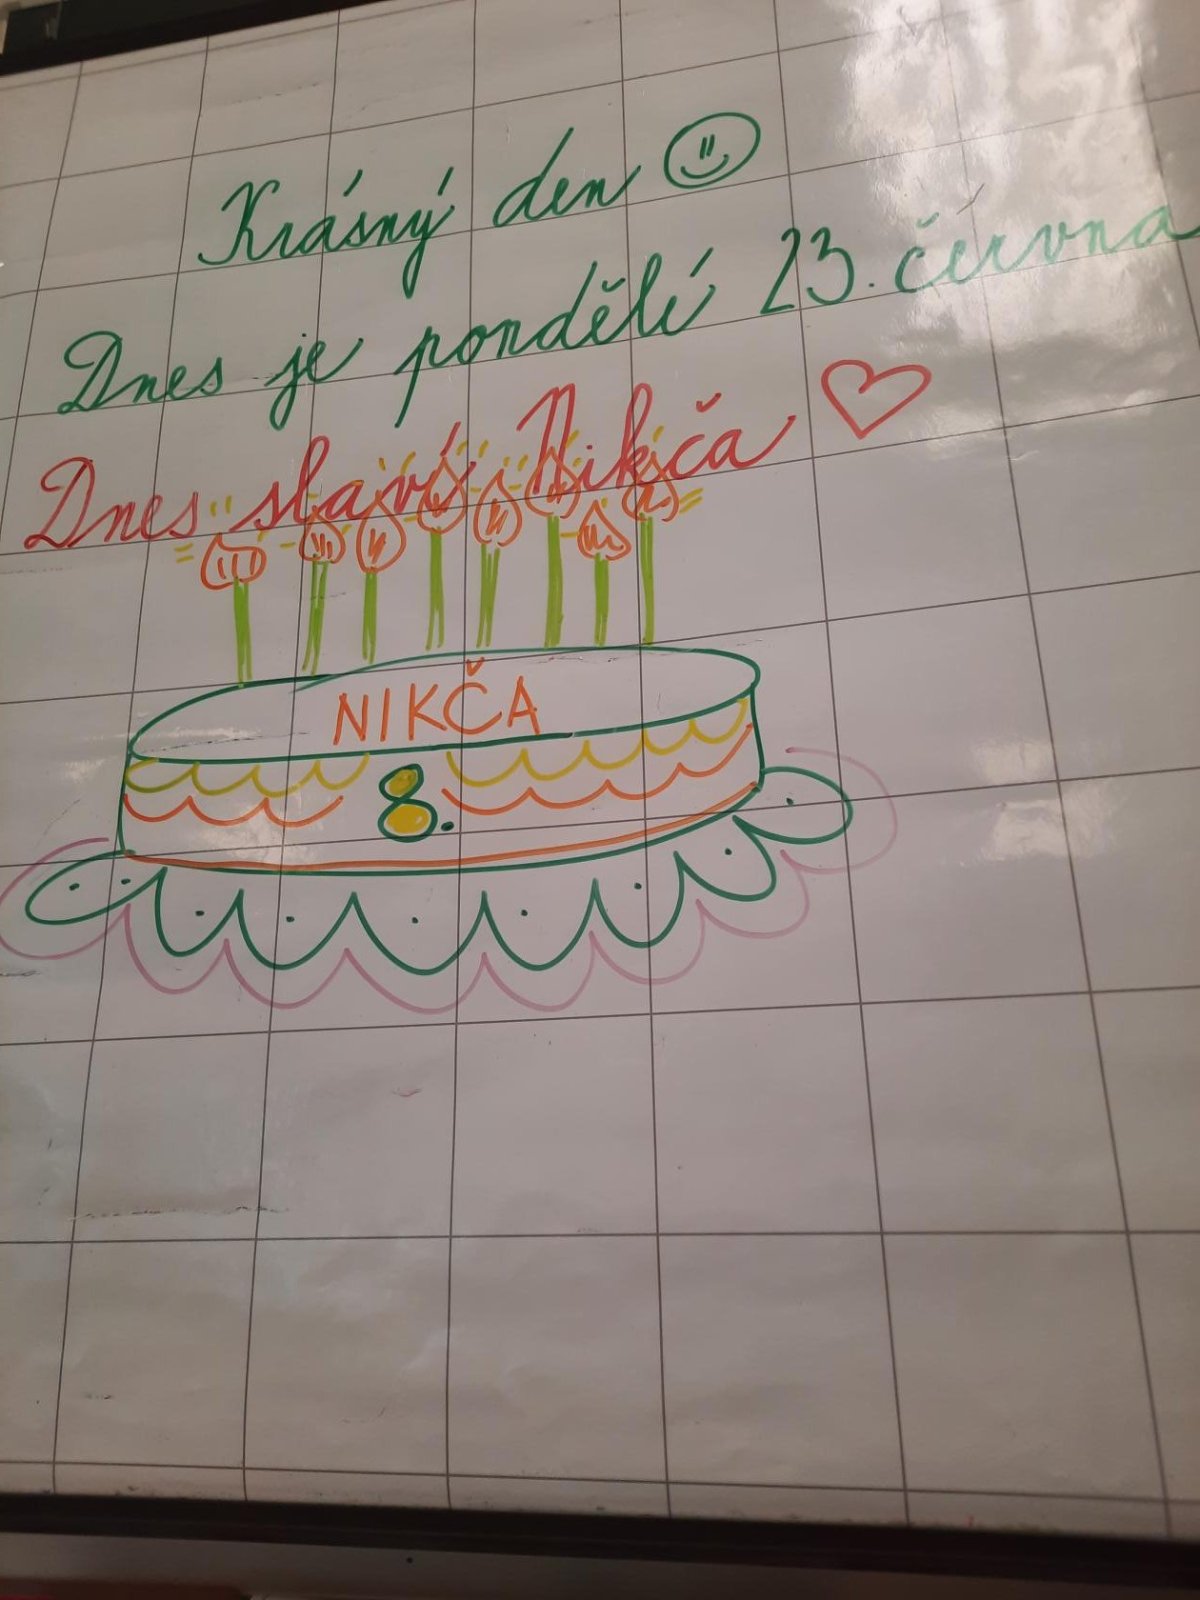 Krásný den
Dnes je pondělí 23. června
Dnes slaví Nikča
NIKČA
8.